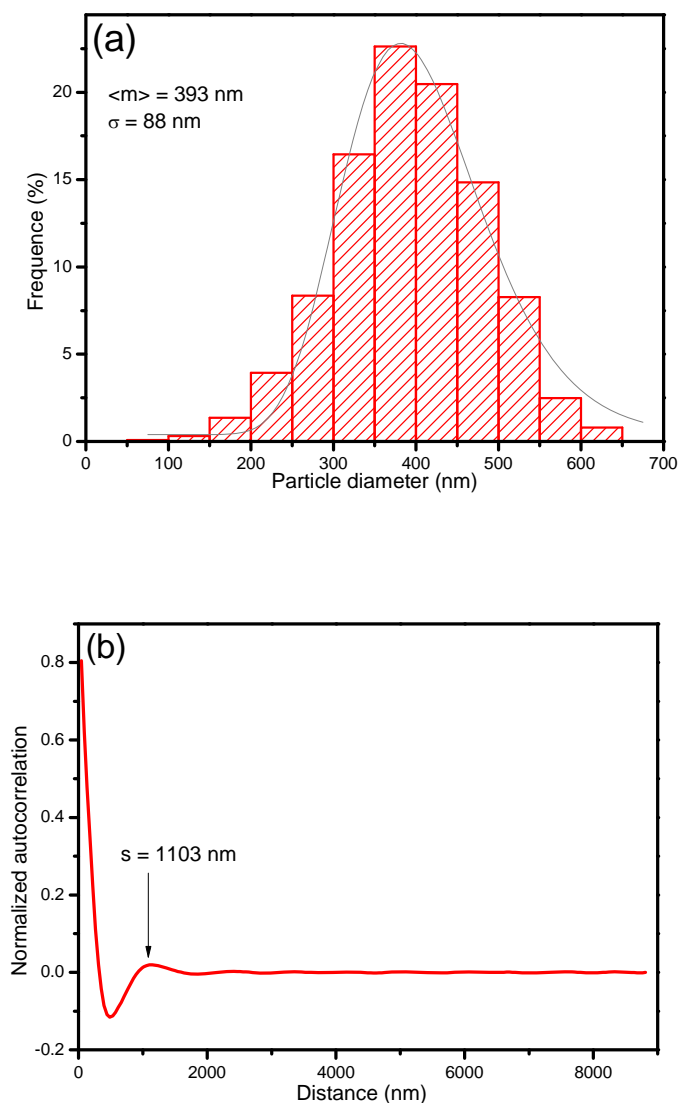 (a)
<m> = 393 nm
σ = 88 nm
Frequence (%)
20
15
10
5
0
0 100 200 300 400 500 600 700
Particle diameter (nm)
(b)
Normalized autocorrelation
0.8
0.6
0.4
0.2
0.0
-0.2
s = 1103 nm
0 2000 4000 6000 8000
Distance (nm)